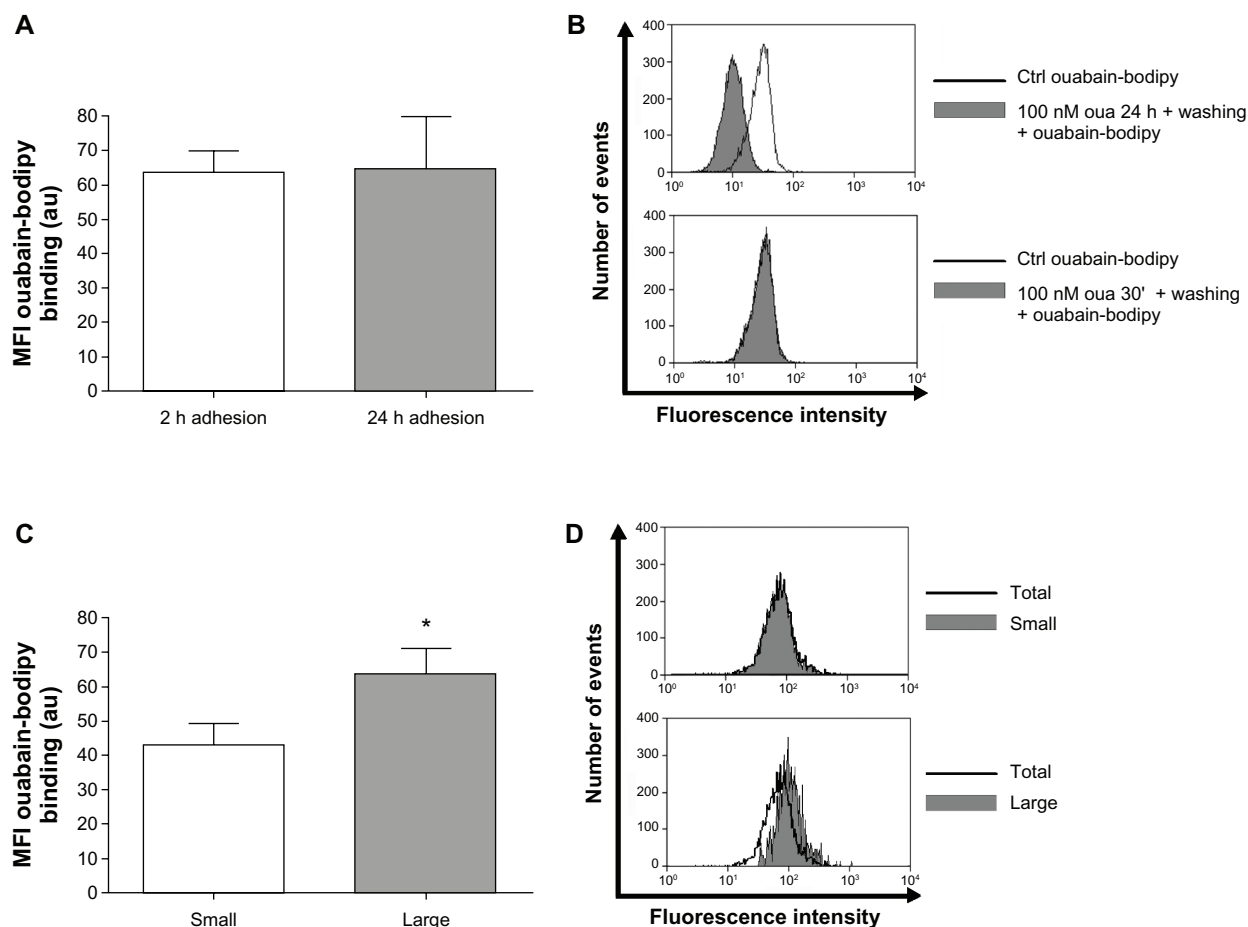 A
MFI ouabain-bodipy
binding (au)
80
70
60
50
40
30
20
10
0
2 h adhesion
24 h adhesion
B
Number of events
400
300
200
100
0
10⁰
10¹
10²
10³
10⁴
Ctrl ouabain-bodipy
100 nM oua 24 h + washing
+ ouabain-bodipy
400
300
200
100
0
10⁰
10¹
10²
10³
10⁴
Ctrl ouabain-bodipy
100 nM oua 30' + washing
+ ouabain-bodipy
Fluorescence intensity
C
MFI ouabain-bodipy
binding (au)
80
70
60
50
40
30
20
10
0
*
Small
Large
D
Number of events
400
300
200
100
0
10⁰
10¹
10²
10³
10⁴
Total
Small
400
300
200
100
0
10⁰
10¹
10²
10³
10⁴
Total
Large
Fluorescence intensity